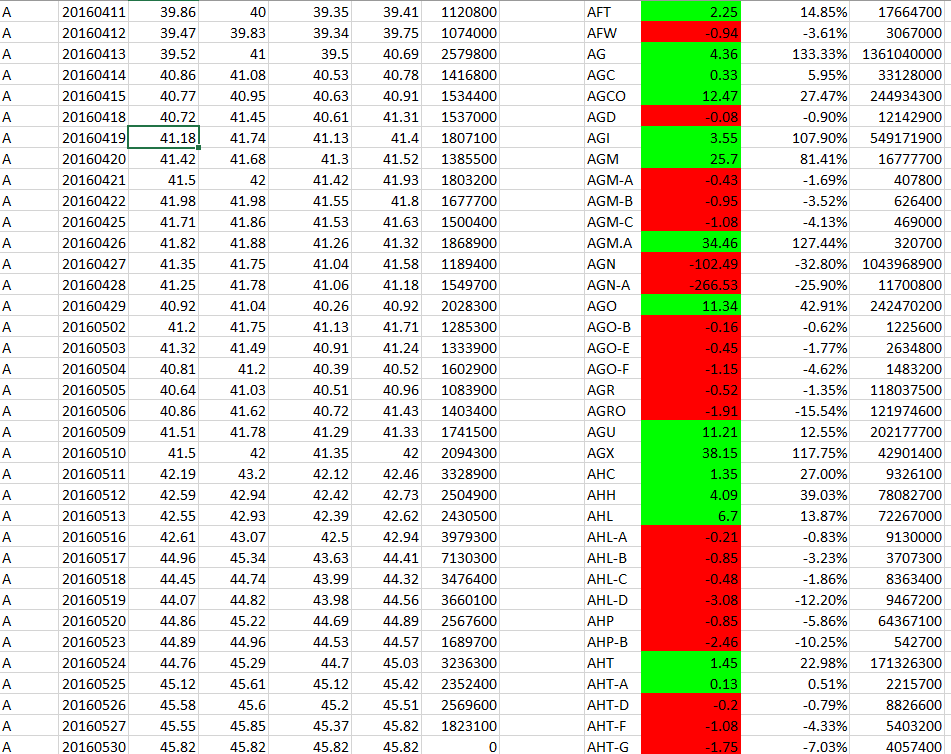 A 20160411 39.86 40 39.35 39.41 1120800 AFT 2.25 14.85% 17664700
A 20160412 39.47 39.83 39.34 39.75 1074000 AFW -0.94 -3.61% 3067000
A 20160413 39.52 41 39.5 40.69 2579800 AG 4.36 133.33% 1361040000
A 20160414 40.86 41.08 40.53 40.78 1416800 AGC 0.33 5.95% 33128000
A 20160415 40.77 40.95 40.63 40.91 1534400 AGCO 12.47 27.47% 244934300
A 20160418 40.72 41.45 40.61 41.31 1537000 AGD -0.08 -0.90% 12142900
A 20160419 41.18 41.74 41.13 41.4 1807100 AGI 3.55 107.90% 549171900
A 20160420 41.42 41.68 41.3 41.52 1385500 AGM 25.7 81.41% 16777700
A 20160421 41.5 42 41.42 41.93 1803200 AGM-A -0.43 -1.69% 407800
A 20160422 41.98 41.98 41.55 41.8 1677700 AGM-B -0.95 -3.52% 626400
A 20160425 41.71 41.86 41.53 41.63 1500400 AGM-C -1.08 -4.13% 469000
A 20160426 41.82 41.88 41.26 41.32 1868900 AGM.A 34.46 127.44% 320700
A 20160427 41.35 41.75 41.04 41.58 1189400 AGN -102.49 -32.80% 1043968900
A 20160428 41.25 41.78 41.06 41.18 1549700 AGN-A -266.53 -25.90% 11700800
A 20160429 40.92 41.04 40.26 40.92 2028300 AGO 11.34 42.91% 242470200
A 20160502 41.2 41.75 41.13 41.71 1285300 AGO-B -0.16 -0.62% 1225600
A 20160503 41.32 41.49 40.91 41.24 1333900 AGO-E -0.45 -1.77% 2634800
A 20160504 40.81 41.2 40.39 40.52 1602900 AGO-F -1.15 -4.62% 1483200
A 20160505 40.64 41.03 40.51 40.96 1083900 AGR -0.52 -1.35% 118037500
A 20160506 40.86 41.62 40.72 41.43 1403400 AGRO -1.91 -15.54% 121974600
A 20160509 41.51 41.78 41.29 41.33 1741500 AGU 11.21 12.55% 202177700
A 20160510 41.5 42 41.35 42 2094300 AGX 38.15 117.75% 42901400
A 20160511 42.19 43.2 42.12 42.46 3328900 AHC 1.35 27.00% 9326100
A 20160512 42.59 42.94 42.42 42.73 2504900 AHH 4.09 39.03% 78082700
A 20160513 42.55 42.93 42.39 42.62 2430500 AHL 6.7 13.87% 72267000
A 20160516 42.61 43.07 42.5 42.94 3979300 AHL-A -0.21 -0.83% 9130000
A 20160517 44.96 45.34 43.63 44.41 7130300 AHL-B -0.85 -3.23% 3707300
A 20160518 44.45 44.74 43.99 44.32 3476400 AHL-C -0.48 -1.86% 8363400
A 20160519 44.07 44.82 43.98 44.56 3660100 AHL-D -3.08 -12.20% 9467200
A 20160520 44.86 45.22 44.69 44.89 2567600 AHP -0.85 -5.86% 64367100
A 20160523 44.89 44.96 44.53 44.57 1689700 AHP-B -2.46 -10.25% 542700
A 20160524 44.76 45.29 44.7 45.03 3236300 AHT 1.45 22.98% 171326300
A 20160525 45.12 45.61 45.12 45.42 2352400 AHT-A 0.13 0.51% 2215700
A 20160526 45.58 45.6 45.2 45.51 2569600 AHT-D -0.2 -0.79% 8826600
A 20160527 45.55 45.85 45.37 45.82 1823100 AHT-F -1.08 -4.33% 5403200
A 20160530 45.82 45.82 45.82 45.82 0 AHT-G -1.75 -7.03% 4057400